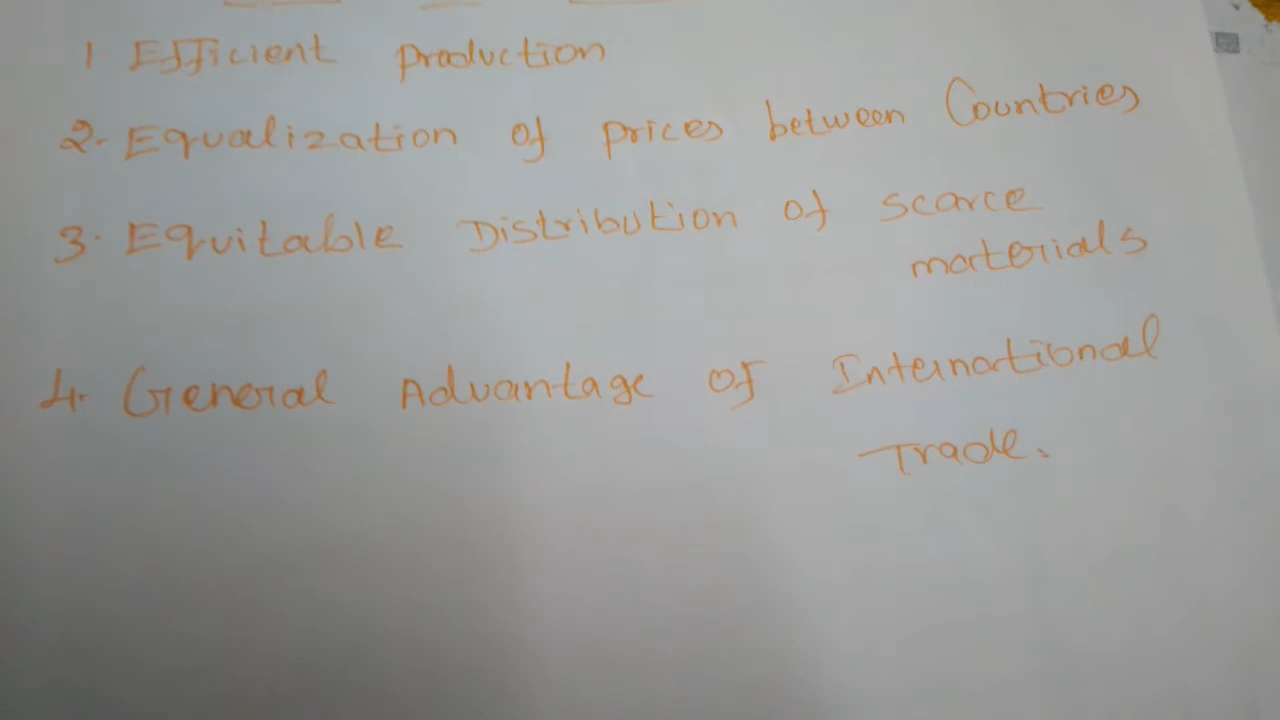 1 Efficient production
2. Equalization of prices between Countries
3. Equitable Distribution of scarce
materials
4. General Advantage of International
Trade.